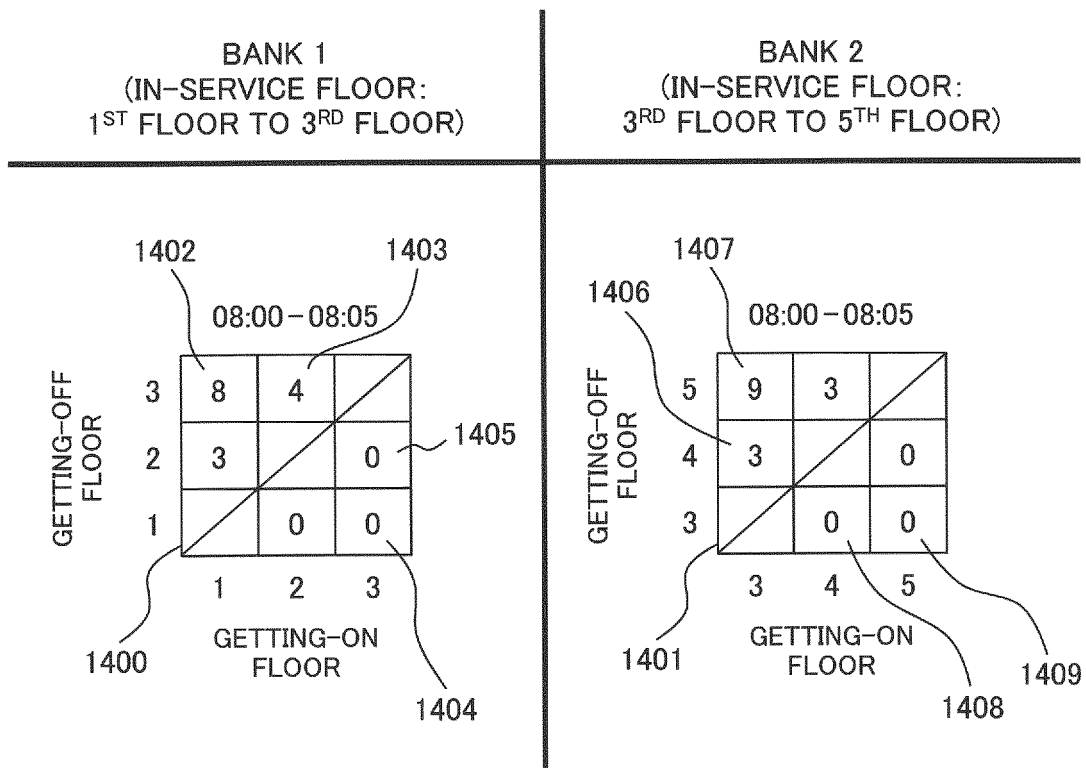 BANK 1
(IN-SERVICE FLOOR:
1ST FLOOR TO 3RD FLOOR)
BANK 2
(IN-SERVICE FLOOR:
3RD FLOOR TO 5TH FLOOR)
1402
1403
08:00-08:05
GETTING-OFF
FLOOR
3 8 4
2 3 0
1 0 0
1 2 3
GETTING-ON
FLOOR
1405
1400
1404
1407
1406
08:00-08:05
GETTING-OFF
FLOOR
5 9 3
4 3 0
3 0 0
3 4 5
GETTING-ON
FLOOR
1401
1409
1408